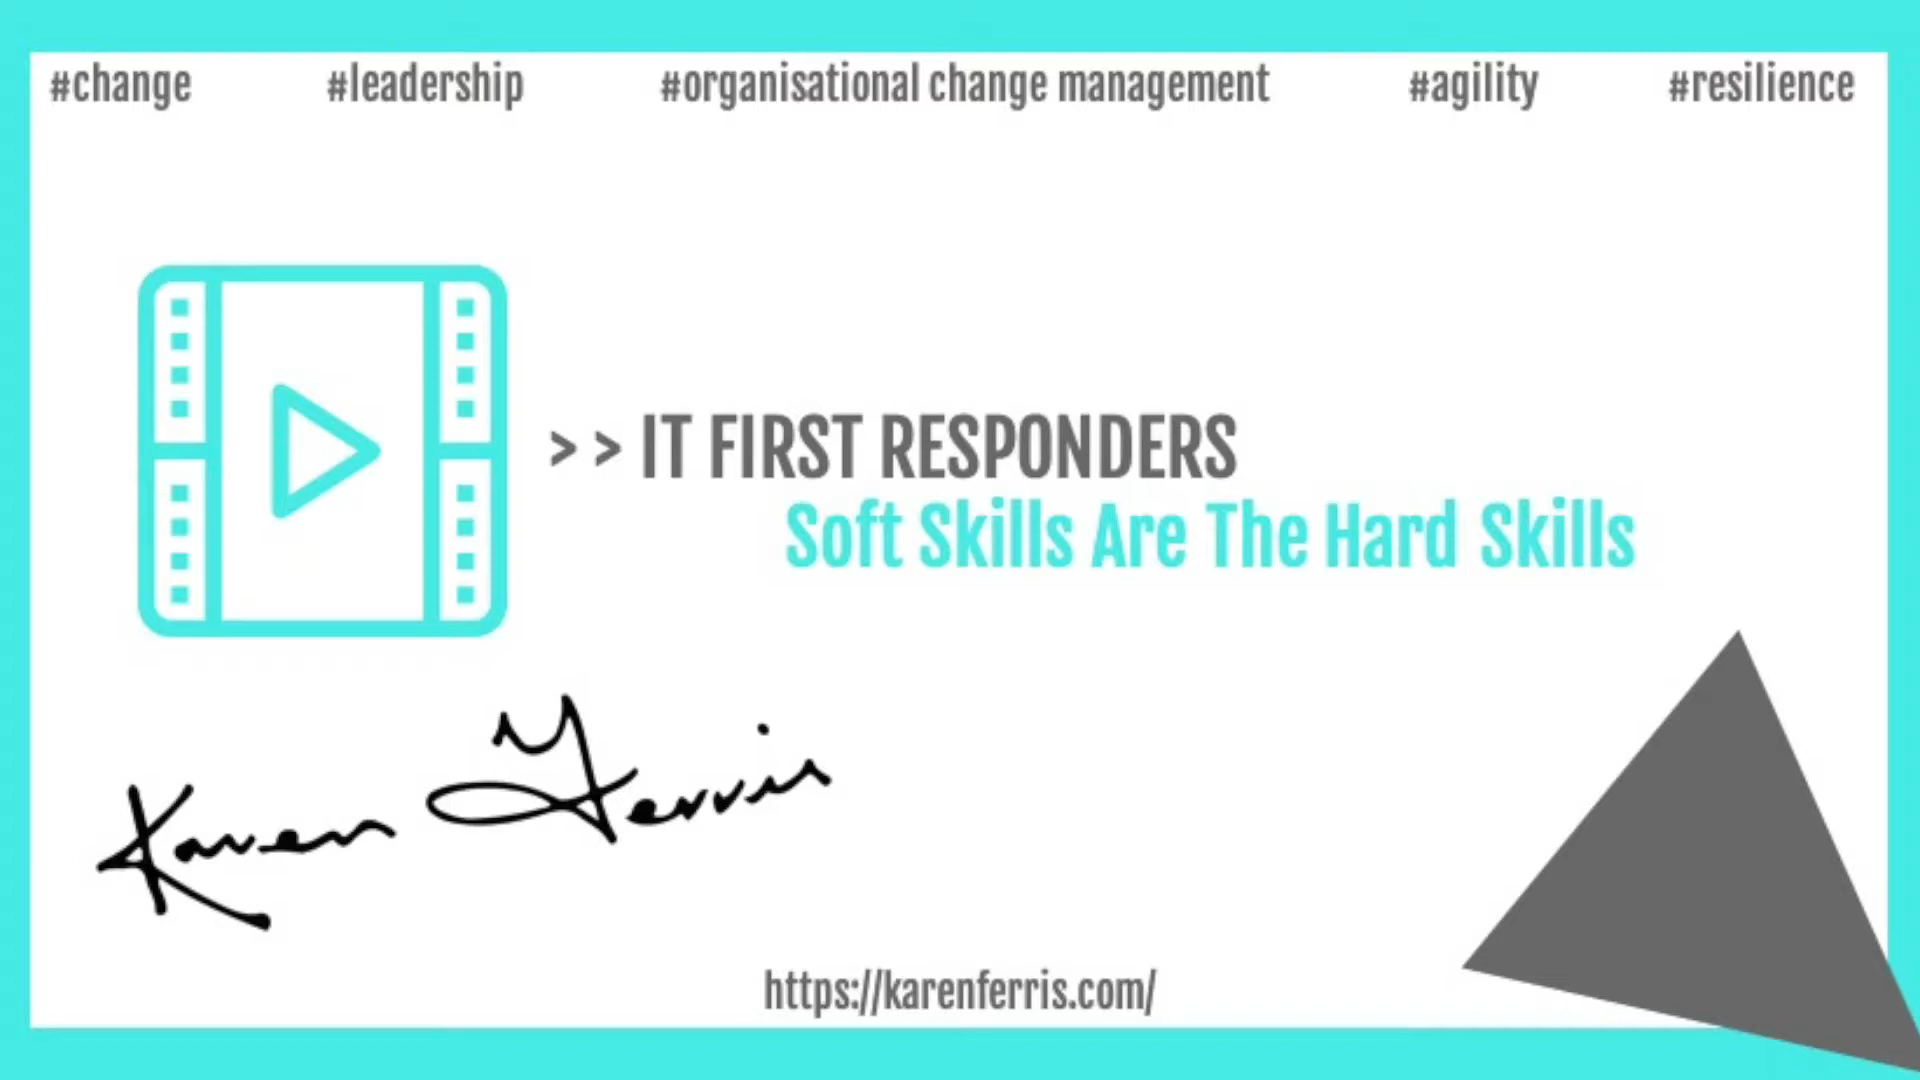 #change #leadership #organisational change management #agility #resilience
> > IT FIRST RESPONDERS
Soft Skills Are The Hard Skills
Karen Ferris
https://karenferris.com/